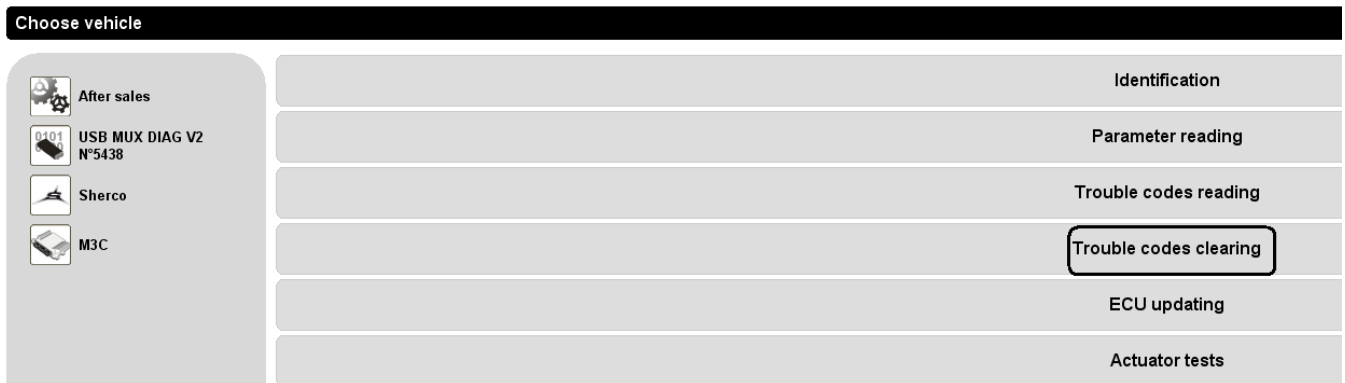 Choose vehicle
After sales
USB MUX DIAG V2
N°5438
Sherco
M3C
Identification
Parameter reading
Trouble codes reading
Trouble codes clearing
ECU updating
Actuator tests